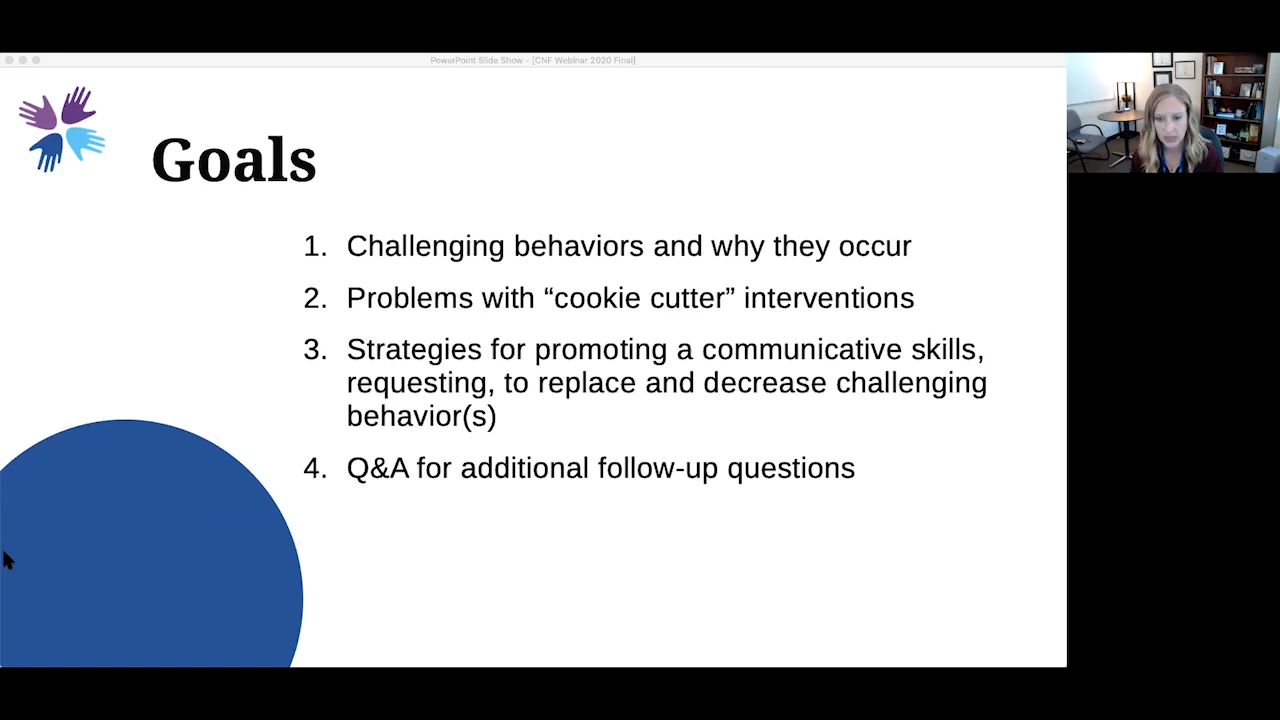 PowerPoint Slide Show - [CNF Webinar 2020 Final]
Goals
1. Challenging behaviors and why they occur
2. Problems with “cookie cutter” interventions
3. Strategies for promoting a communicative skills,
requesting, to replace and decrease challenging
behavior(s)
4. Q&A for additional follow-up questions